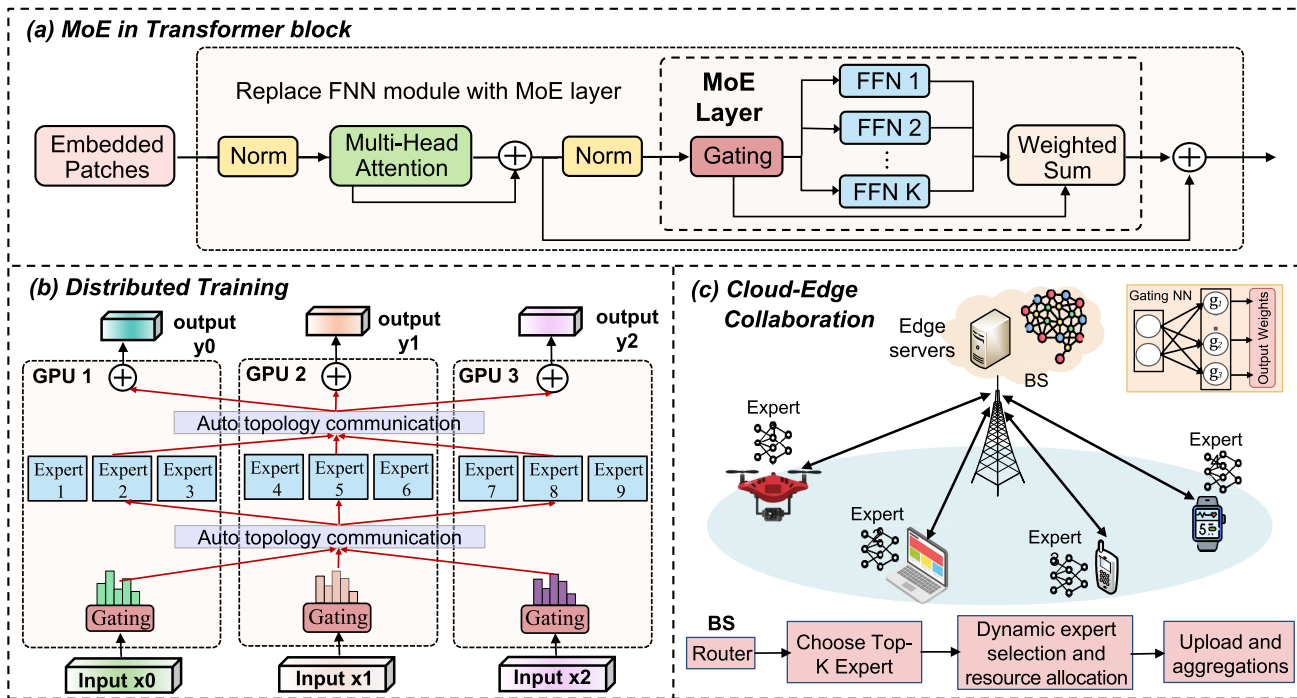 (a) MoE in Transformer block
Replace FNN module with MoE layer
MoE
Layer
Embedded
Patches
Norm
Multi-Head
Attention
Norm
Gating
FFN 1
FFN 2
FFN K
Weighted
Sum
(b) Distributed Training
output
y0
output
y1
output
y2
GPU 1
GPU 2
GPU 3
Auto topology communication
Expert
1
Expert
2
Expert
3
Expert
4
Expert
5
Expert
6
Expert
7
Expert
8
Expert
9
Auto topology communication
Gating
Gating
Gating
Input x0
Input x1
Input x2
(c) Cloud-Edge
Collaboration
Edge
servers
BS
Gating NN
g1
g2
g3
Output Weights
Expert
Expert
Expert
Expert
BS
Router
Choose Top-
K Expert
Dynamic expert
selection and
resource allocation
Upload and
aggregations